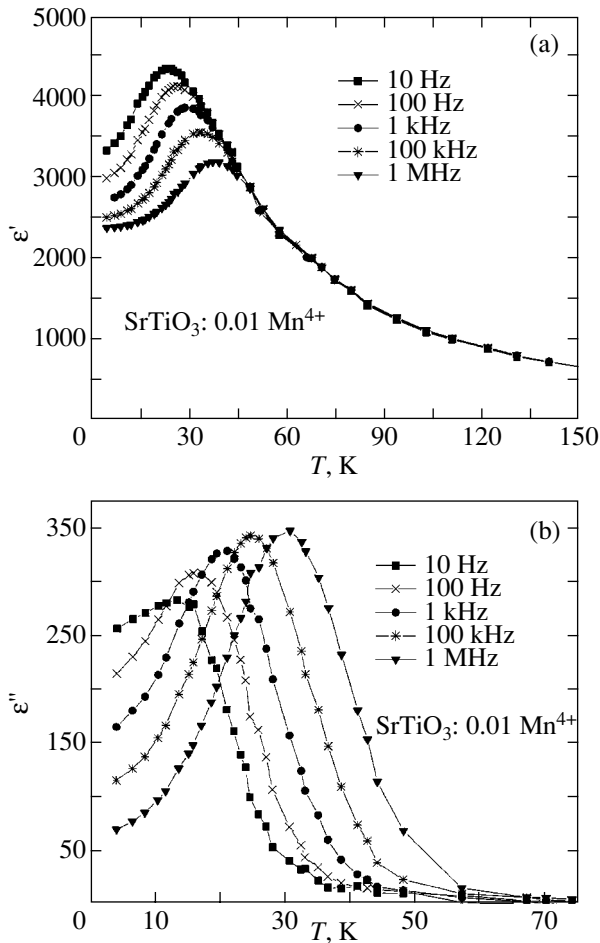 (a)
5000
10 Hz
100 Hz
1 kHz
100 kHz
1 MHz
4000
3000
ε'
2000
SrTiO3: 0.01 Mn4+
1000
0 30 60 90 120 150
T, K
(b)
350
10 Hz
100 Hz
1 kHz
100 kHz
1 MHz
250
ε''
SrTiO3: 0.01 Mn4+
150
50
0 10 30 50 70
T, K